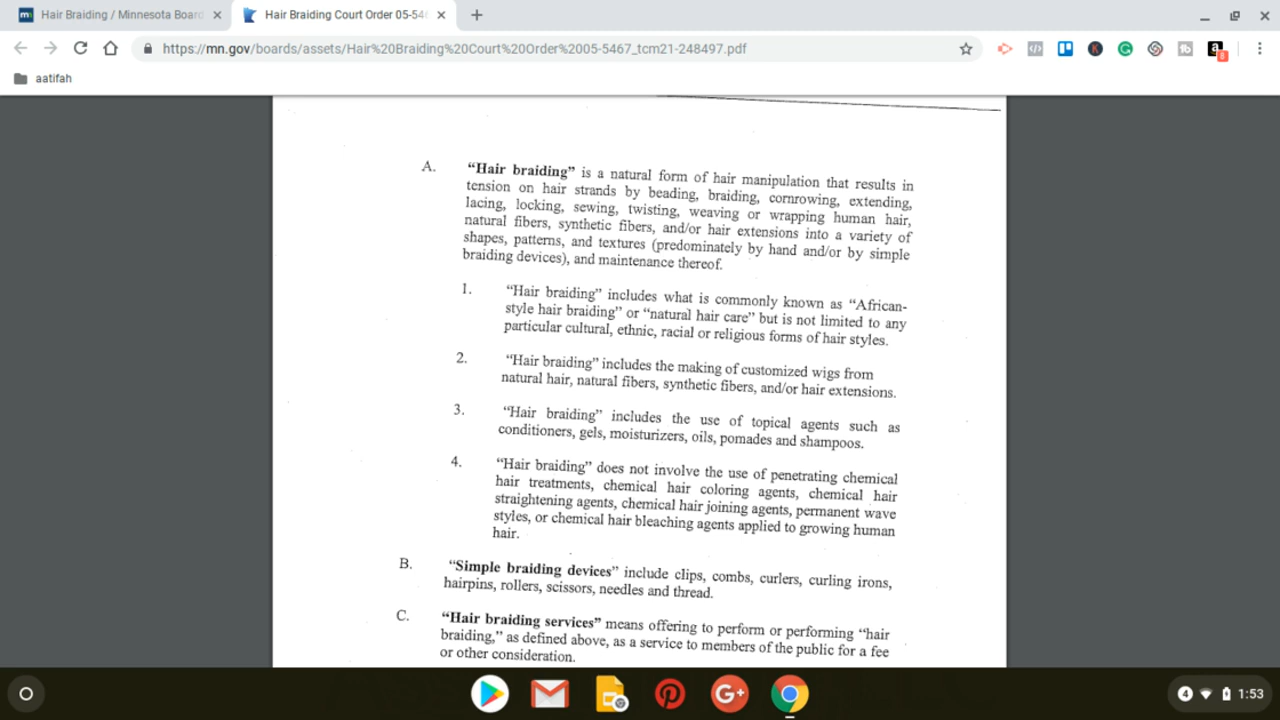 Hair Braiding / Minnesota Board
Hair Braiding Court Order 05-54
https://mn.gov/boards/assets/Hair%20Braiding%20Court%20Order%2005-5467_tcm21-248497.pdf
aatifah
A. “Hair braiding” is a natural form of hair manipulation that results in
tension on hair strands by beading, braiding, cornrowing, extending,
lacing, locking, sewing, twisting, weaving or wrapping human hair,
natural fibers, synthetic fibers, and/or hair extensions into a variety of
shapes, patterns, and textures (predominately by hand and/or by simple
braiding devices), and maintenance thereof.
1. “Hair braiding” includes what is commonly known as “African-
style hair braiding” or “natural hair care” but is not limited to any
particular cultural, ethnic, racial or religious forms of hair styles.
2. “Hair braiding” includes the making of customized wigs from
natural hair, natural fibers, synthetic fibers, and/or hair extensions.
3. “Hair braiding” includes the use of topical agents such as
conditioners, gels, moisturizers, oils, pomades and shampoos.
4. “Hair braiding” does not involve the use of penetrating chemical
hair treatments, chemical hair coloring agents, chemical hair
straightening agents, chemical hair joining agents, permanent wave
styles, or chemical hair bleaching agents applied to growing human
hair.
B. “Simple braiding devices” include clips, combs, curlers, curling irons,
hairpins, rollers, scissors, needles and thread.
C. “Hair braiding services” means offering to perform or performing “hair
braiding,” as defined above, as a service to members of the public for a fee
or other consideration.
4 1:53